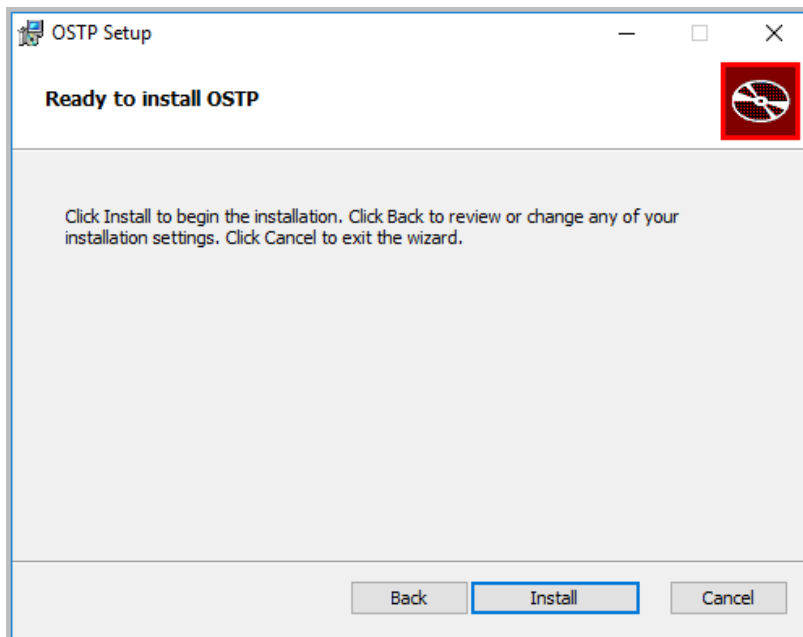 OSTP Setup
Ready to install OSTP
Click Install to begin the installation. Click Back to review or change any of your
installation settings. Click Cancel to exit the wizard.
Back Install Cancel